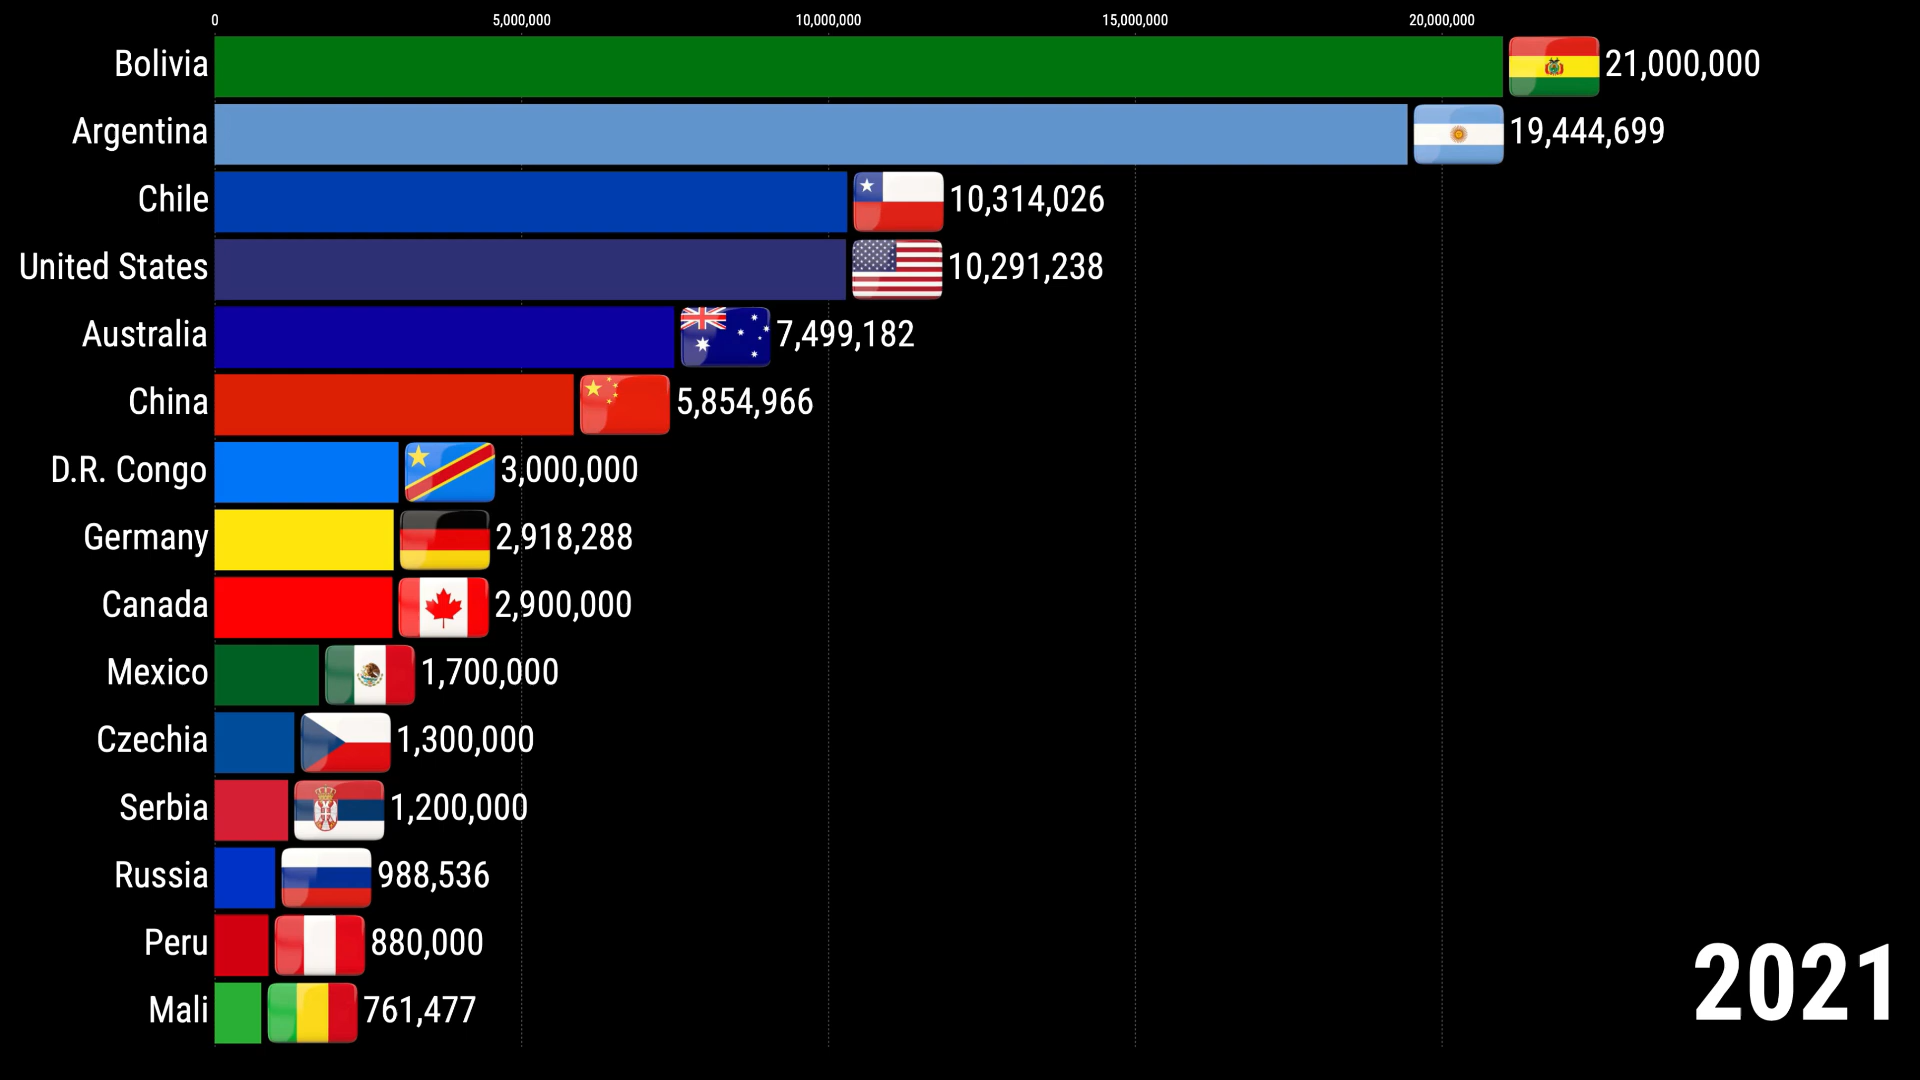 0 5,000,000 10,000,000 15,000,000 20,000,000
Bolivia 21,000,000
Argentina 19,444,699
Chile 10,314,026
United States 10,291,238
Australia 7,499,182
China 5,854,966
D.R. Congo 3,000,000
Germany 2,918,288
Canada 2,900,000
Mexico 1,700,000
Czechia 1,300,000
Serbia 1,200,000
Russia 988,536
Peru 880,000
Mali 761,477
2021